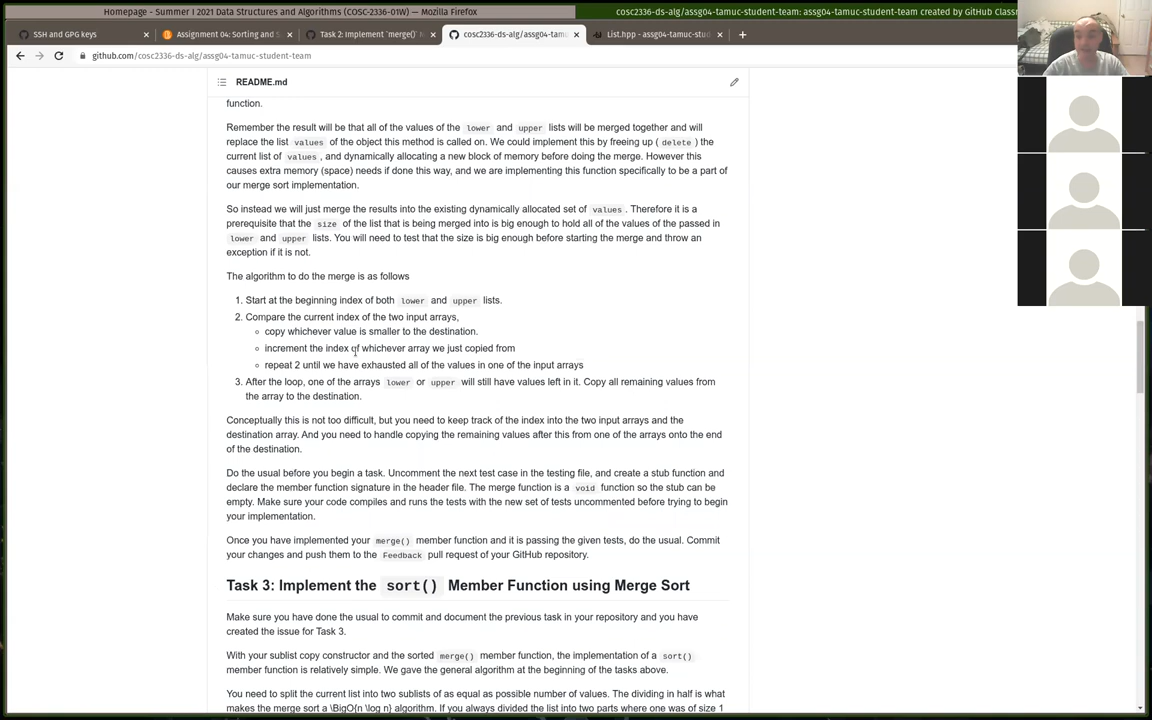 Homepage - Summer I 2021 Data Structures and Algorithms (COSC-2336-01W) — Mozilla Firefox
cosc2336-ds-alg/assg04-tamuc-student-team: assg04-tamuc-student-team created by GitHub Classr
SSH and GPG keys
Assignment 04: Sorting and S
Task 2: Implement `merge()` M
cosc2336-ds-alg/assg04-tamuc
List.hpp - assg04-tamuc-stud
github.com/cosc2336-ds-alg/assg04-tamuc-student-team
README.md
function.
Remember the result will be that all of the values of the lower and upper lists will be merged together and will
replace the list values of the object this method is called on. We could implement this by freeing up ( delete ) the
current list of values , and dynamically allocating a new block of memory before doing the merge. However this
causes extra memory (space) needs if done this way, and we are implementing this function specifically to be a part of
our merge sort implementation.
So instead we will just merge the results into the existing dynamically allocated set of values . Therefore it is a
prerequisite that the size of the list that is being merged into is big enough to hold all of the values of the passed in
lower and upper lists. You will need to test that the size is big enough before starting the merge and throw an
exception if it is not.
The algorithm to do the merge is as follows
1. Start at the beginning index of both lower and upper lists.
2. Compare the current index of the two input arrays,
copy whichever value is smaller to the destination.
increment the index of whichever array we just copied from
repeat 2 until we have exhausted all of the values in one of the input arrays
3. After the loop, one of the arrays lower or upper will still have values left in it. Copy all remaining values from
the array to the destination.
Conceptually this is not too difficult, but you need to keep track of the index into the two input arrays and the
destination array. And you need to handle copying the remaining values after this from one of the arrays onto the end
of the destination.
Do the usual before you begin a task. Uncomment the next test case in the testing file, and create a stub function and
declare the member function signature in the header file. The merge function is a void function so the stub can be
empty. Make sure your code compiles and runs the tests with the new set of tests uncommented before trying to begin
your implementation.
Once you have implemented your merge() member function and it is passing the given tests, do the usual. Commit
your changes and push them to the Feedback pull request of your GitHub repository.
Task 3: Implement the sort() Member Function using Merge Sort
Make sure you have done the usual to commit and document the previous task in your repository and you have
created the issue for Task 3.
With your sublist copy constructor and the sorted merge() member function, the implementation of a sort()
member function is relatively simple. We gave the general algorithm at the beginning of the tasks above.
You need to split the current list into two sublists of as equal as possible number of values. The dividing in half is what
makes the merge sort a \BigO{n \log n} algorithm. If you always divided the list into two parts where one was of size 1